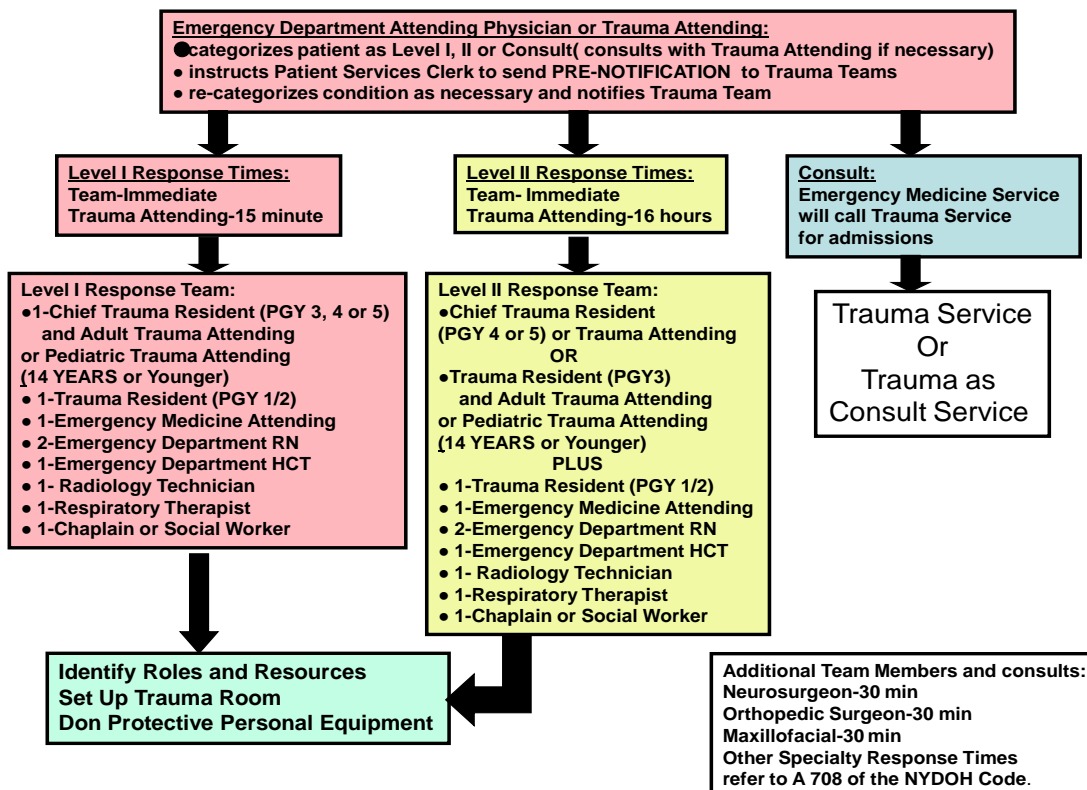 Emergency Department Attending Physician or Trauma Attending:
●categorizes patient as Level I, II or Consult( consults with Trauma Attending if necessary)
● instructs Patient Services Clerk to send PRE-NOTIFICATION to Trauma Teams
● re-categorizes condition as necessary and notifies Trauma Team
Level I Response Times:
Team-Immediate
Trauma Attending-15 minute
Level II Response Times:
Team- Immediate
Trauma Attending-16 hours
Consult:
Emergency Medicine Service
will call Trauma Service
for admissions
Level I Response Team:
●1-Chief Trauma Resident (PGY 3, 4 or 5)
and Adult Trauma Attending
or Pediatric Trauma Attending
(14 YEARS or Younger)
● 1-Trauma Resident (PGY 1/2)
● 1-Emergency Medicine Attending
● 2-Emergency Department RN
● 1-Emergency Department HCT
● 1- Radiology Technician
● 1-Respiratory Therapist
● 1-Chaplain or Social Worker
Level II Response Team:
●Chief Trauma Resident
(PGY 4 or 5) or Trauma Attending
OR
●Trauma Resident (PGY3)
and Adult Trauma Attending
or Pediatric Trauma Attending
(14 YEARS or Younger)
PLUS
● 1-Trauma Resident (PGY 1/2)
● 1-Emergency Medicine Attending
● 2-Emergency Department RN
● 1-Emergency Department HCT
● 1- Radiology Technician
● 1-Respiratory Therapist
● 1-Chaplain or Social Worker
Trauma Service
Or
Trauma as
Consult Service
Identify Roles and Resources
Set Up Trauma Room
Don Protective Personal Equipment
Additional Team Members and consults:
Neurosurgeon-30 min
Orthopedic Surgeon-30 min
Maxillofacial-30 min
Other Specialty Response Times
refer to A 708 of the NYDOH Code.